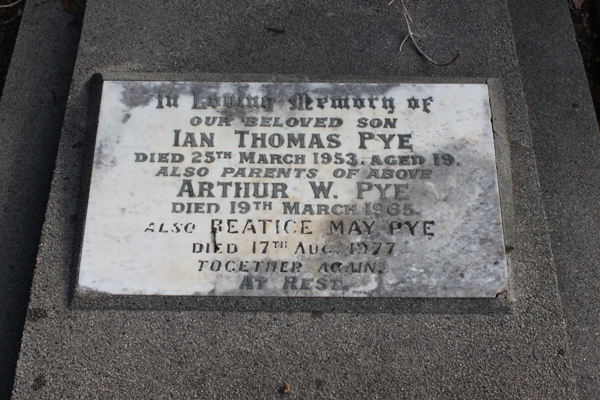 In Loving Memory of
OUR BELOVED SON
IAN THOMAS PYE
DIED 25TH MARCH 1953. AGED 19.
ALSO PARENTS OF ABOVE
ARTHUR W. PYE
DIED 19TH MARCH 1965.
ALSO BEATICE MAY PYE
DIED 17TH AUG. 1977
TOGETHER AGAIN.
AT REST.